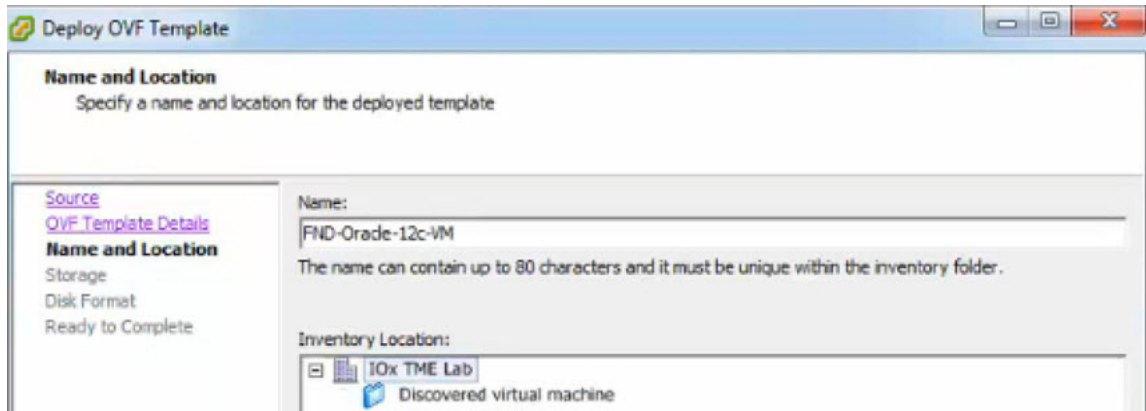 Deploy OVF Template
Name and Location
Specify a name and location for the deployed template
Source
OVF Template Details
Name and Location
Storage
Disk Format
Ready to Complete
Name:
FND-Oracle-12c-VM
The name can contain up to 80 characters and it must be unique within the inventory folder.
Inventory Location:
IOx TME Lab
Discovered virtual machine